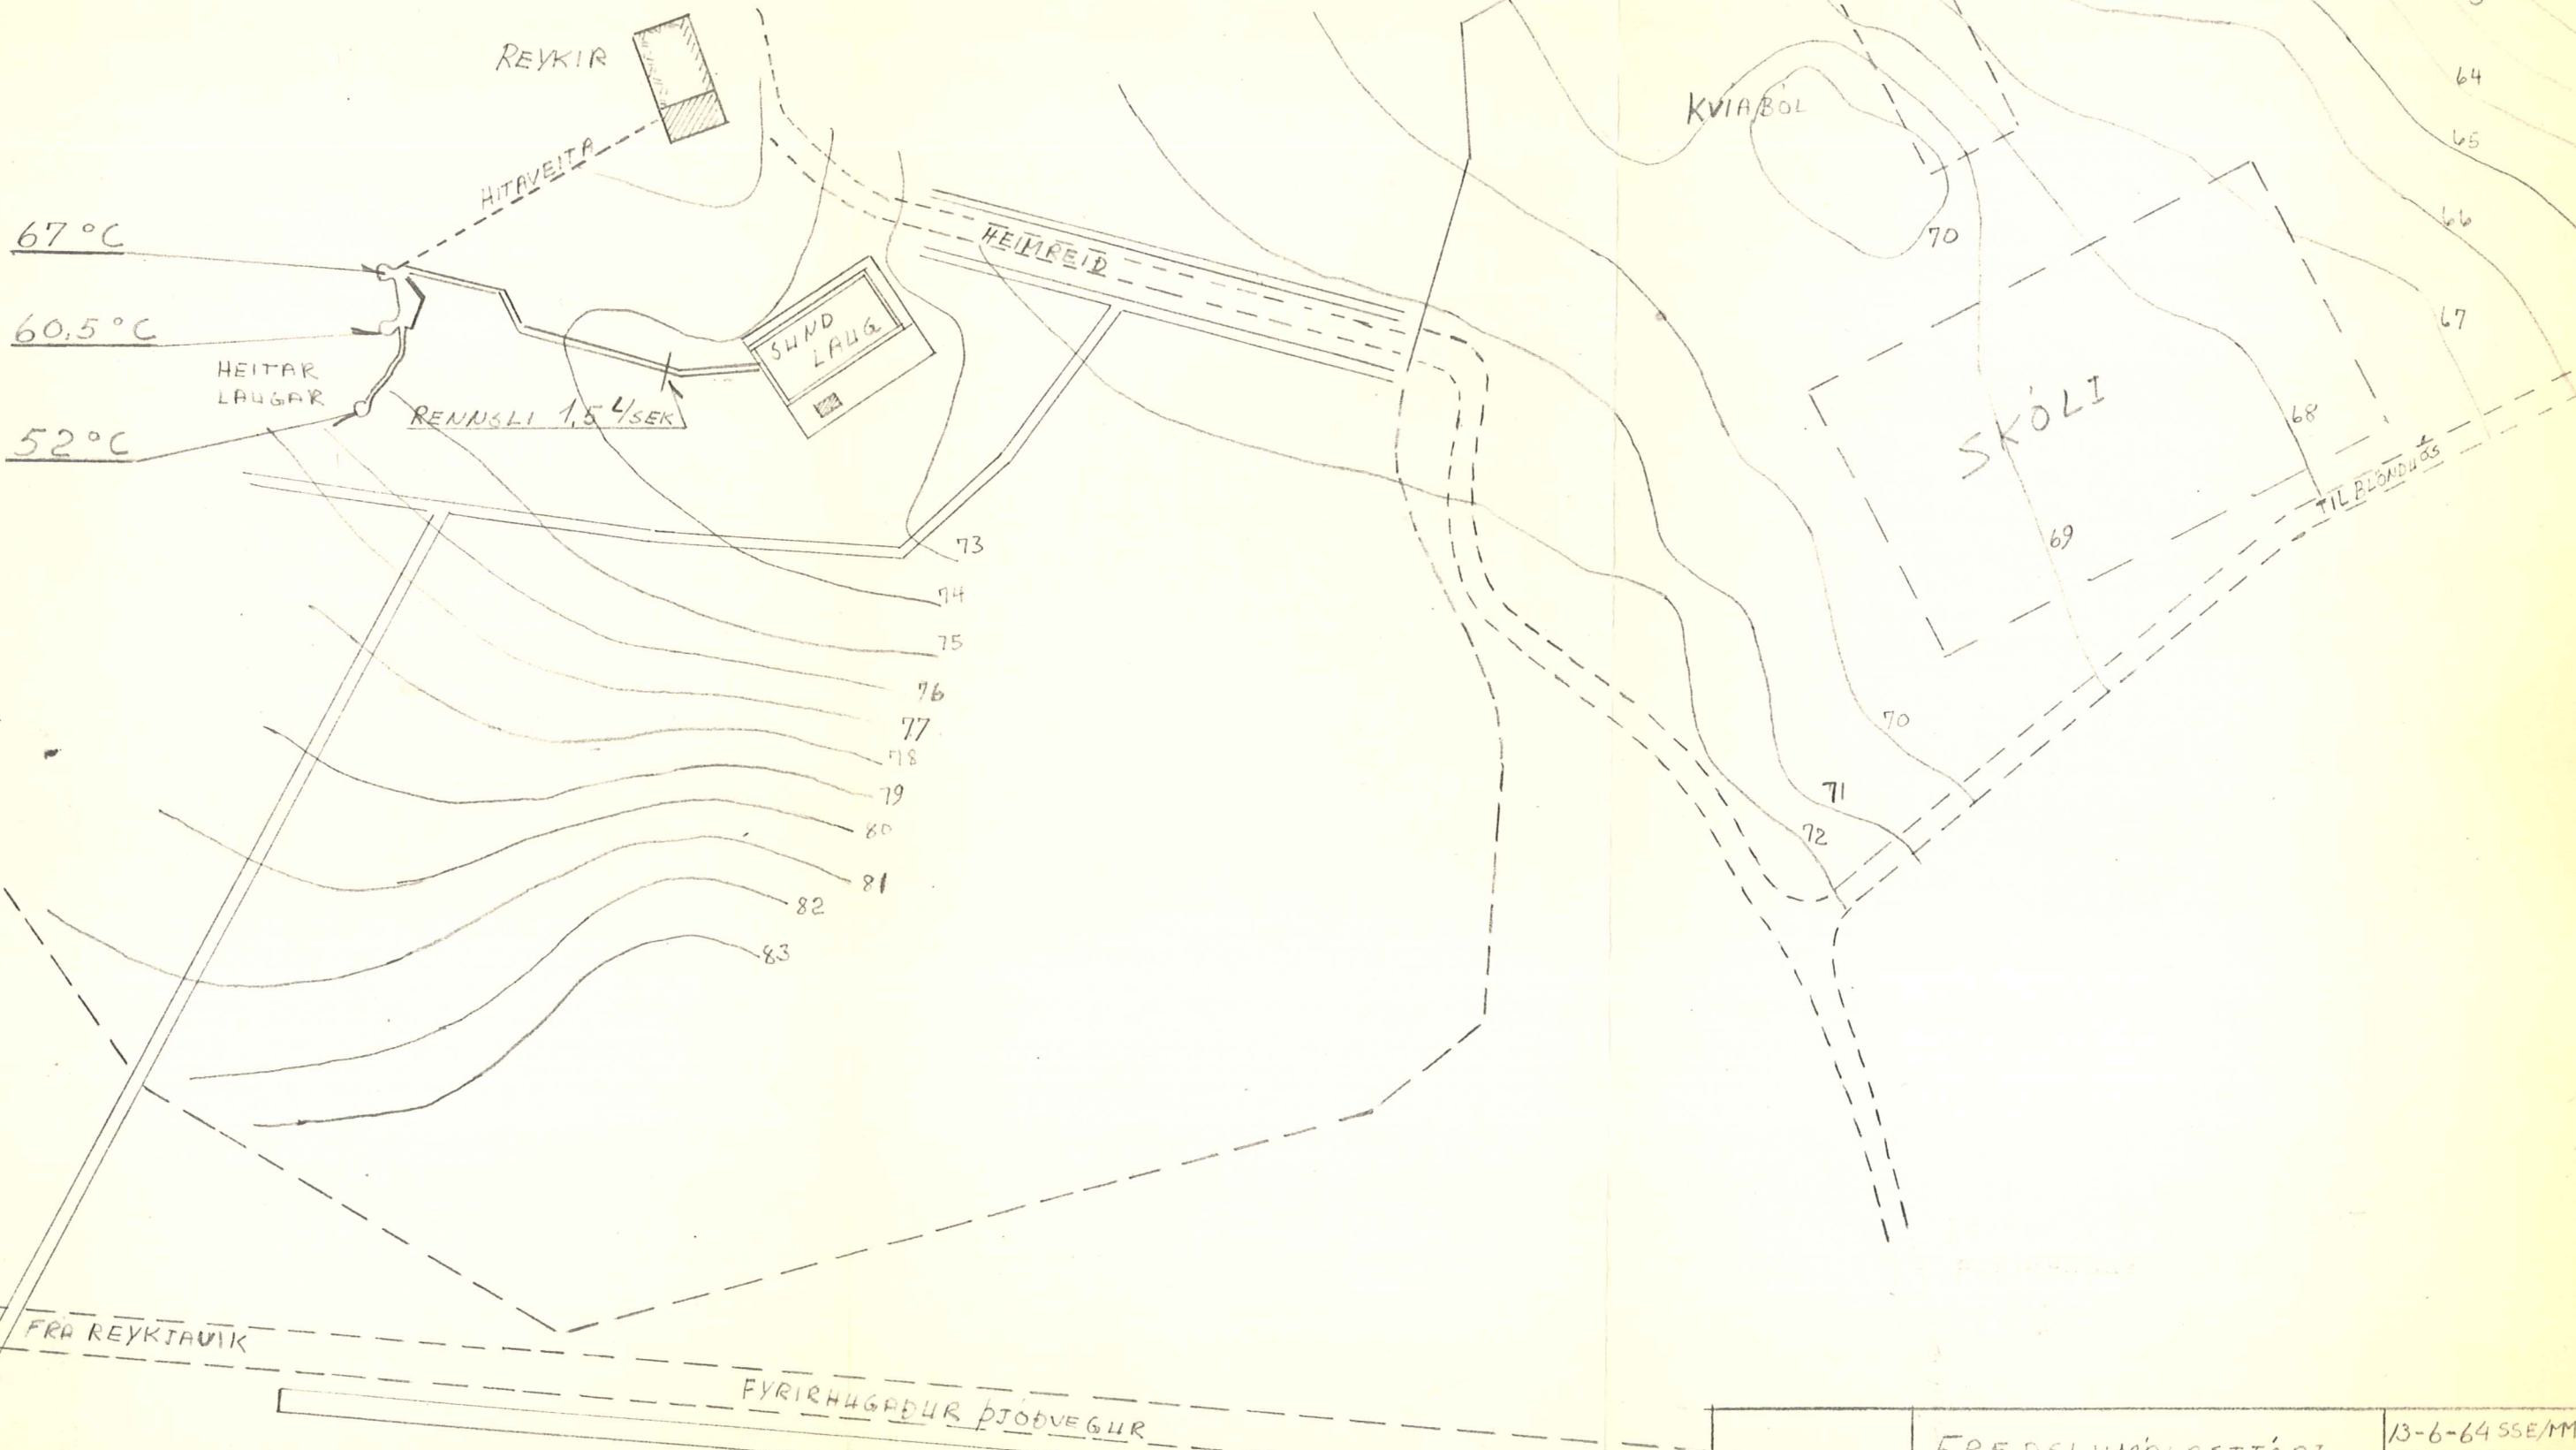 REYKIR
HITAVEITA
67°C
60,5°C
HEITAR
LAUGAR
52°C
RENNSLI 1,5 L/SEK
SUND
LAUG
HEIMREIÐ
KVIABÓL
64
65
66
67
70
68
SKÓLI
TIL BLÖNDUÓS
69
73
74
75
76
77
78
79
80
81
82
83
70
71
72
FRA REYKJAVIK
FYRIRHUGAÐUR ÞJÓÐVEGUR
13-6-64 SSE/MM